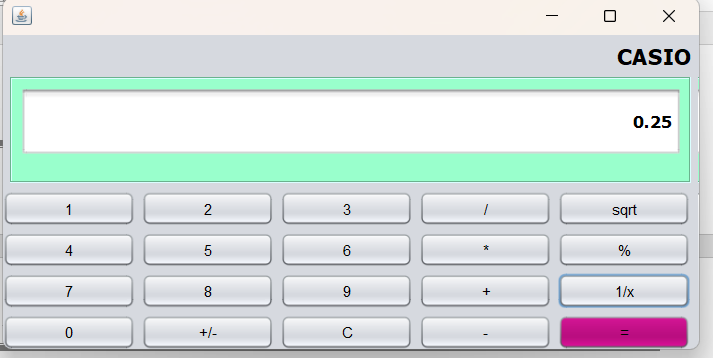 CASIO
0.25
1 2 3 / sqrt
4 5 6 * %
7 8 9 + 1/x
0 +/- C - =